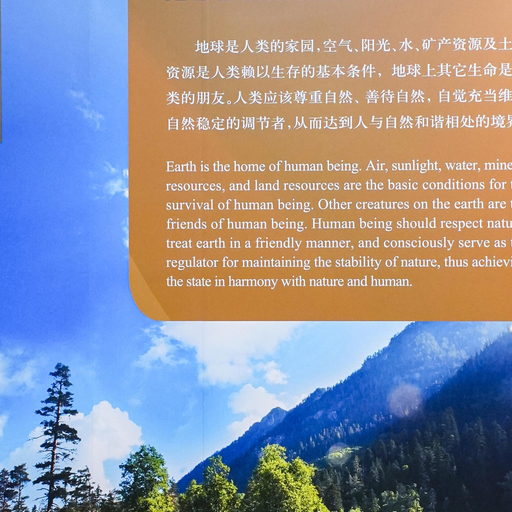 地球是人类的家园,空气、阳光、水、矿产资源及土
资源是人类赖以生存的基本条件, 地球上其它生命是
类的朋友。人类应该尊重自然、善待自然, 自觉充当维
自然稳定的调节者,从而达到人与自然和谐相处的境界
Earth is the home of human being. Air, sunlight, water, mine
resources, and land resources are the basic conditions for
survival of human being. Other creatures on the earth are
friends of human being. Human being should respect natu
treat earth in a friendly manner, and consciously serve as
regulator for maintaining the stability of nature, thus achievi
the state in harmony with nature and human.